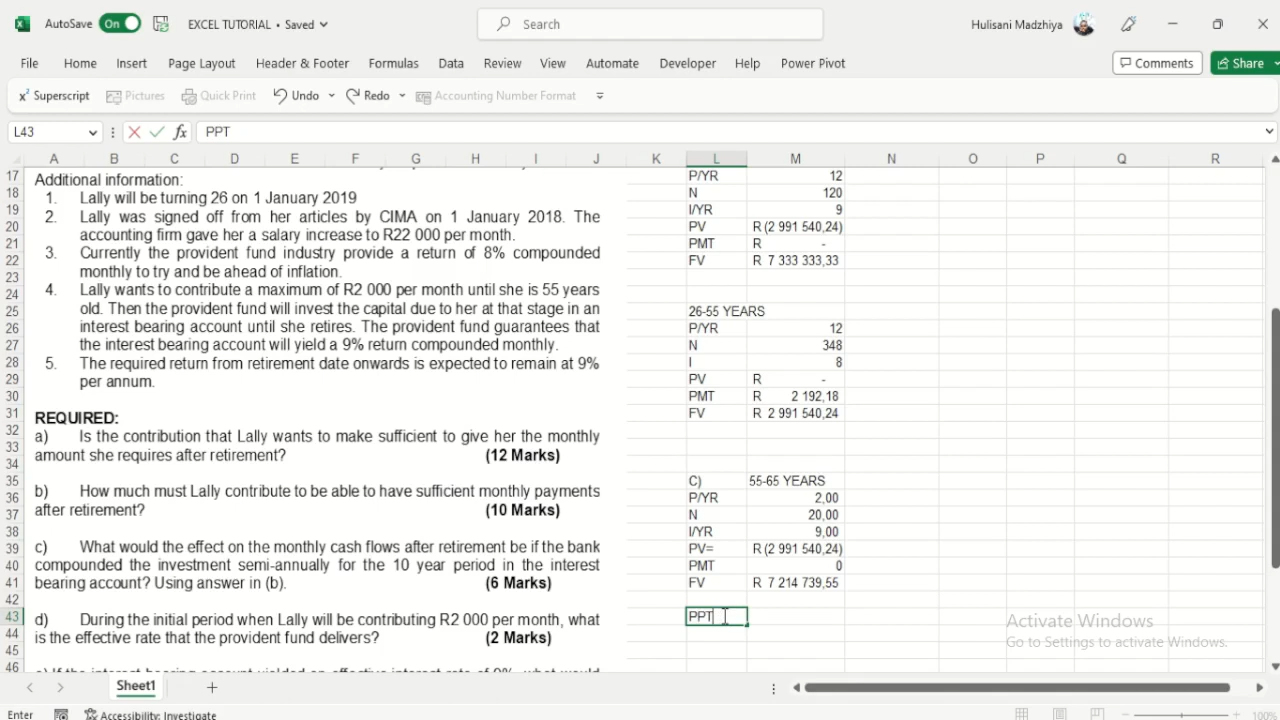 AutoSave On EXCEL TUTORIAL • Saved Search Hulisani Madzhiya
File Home Insert Page Layout Header & Footer Formulas Data Review View Automate Developer Help Power Pivot Comments Share
x² Superscript Pictures Quick Print Undo Redo Accounting Number Format
L43 fx PPT
A B C D E F G H I J K L M N O P Q R
17 Additional information: P/YR 12
18 1. Lally will be turning 26 on 1 January 2019 N 120
19 2. Lally was signed off from her articles by CIMA on 1 January 2018. The I/YR 9
20 accounting firm gave her a salary increase to R22 000 per month. PV R (2 991 540,24)
21 3. Currently the provident fund industry provide a return of 8% compounded PMT R -
22 monthly to try and be ahead of inflation. FV R 7 333 333,33
23
24 4. Lally wants to contribute a maximum of R2 000 per month until she is 55 years
25 old. Then the provident fund will invest the capital due to her at that stage in an 26-55 YEARS
26 interest bearing account until she retires. The provident fund guarantees that P/YR 12
27 the interest bearing account will yield a 9% return compounded monthly. N 348
28 5. The required return from retirement date onwards is expected to remain at 9% I 8
29 per annum. PV R -
30 PMT R 2 192,18
31 REQUIRED: FV R 2 991 540,24
32 a) Is the contribution that Lally wants to make sufficient to give her the monthly
33 amount she requires after retirement? (12 Marks)
34
35 b) How much must Lally contribute to be able to have sufficient monthly payments C) 55-65 YEARS
36 after retirement? (10 Marks) P/YR 2,00
37 N 20,00
38 I/YR 9,00
39 c) What would the effect on the monthly cash flows after retirement be if the bank PV= R (2 991 540,24)
40 compounded the investment semi-annually for the 10 year period in the interest PMT 0
41 bearing account? Using answer in (b). (6 Marks) FV R 7 214 739,55
42
43 d) During the initial period when Lally will be contributing R2 000 per month, what PPT
44 is the effective rate that the provident fund delivers? (2 Marks)
45
46
Activate Windows
Go to Settings to activate Windows.
Sheet1
Enter Accessibility: Investigate 100%